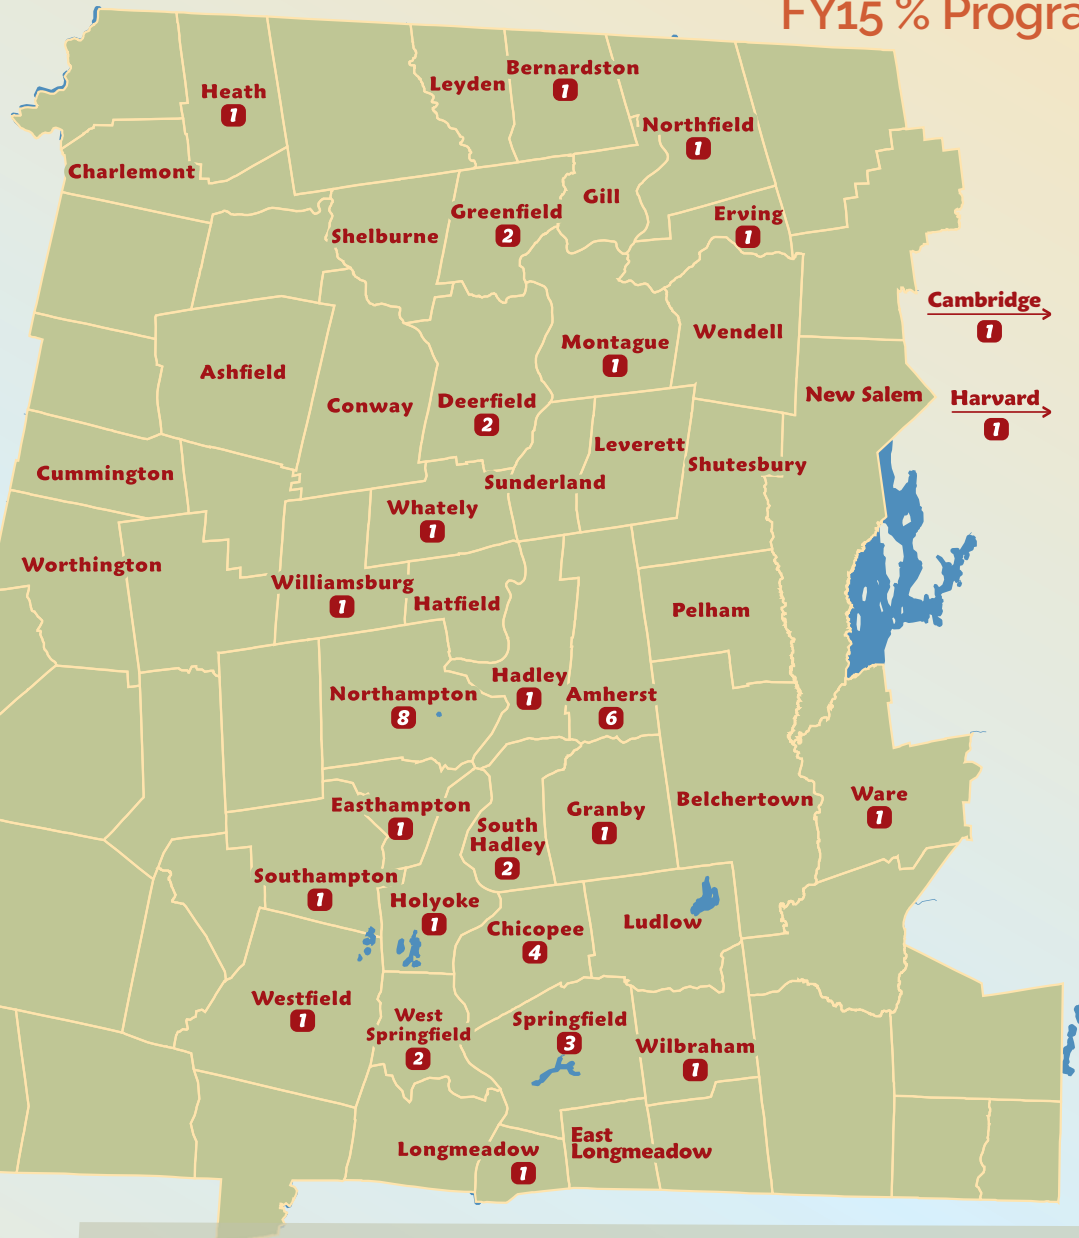 FY15 % Progra
Bernardston
1
Leyden
Heath
1
Northfield
1
Charlemont
Gill
Greenfield
2
Erving
1
Shelburne
Cambridge
1
Wendell
Montague
1
Ashfield
New Salem
Harvard
1
Conway
Deerfield
2
Leverett
Shutesbury
Cummington
Sunderland
Whately
1
Worthington
Williamsburg
1
Hatfield
Pelham
Hadley
1
Northampton
8
Amherst
6
Ware
1
Belchertown
Easthampton
1
Granby
1
South
Hadley
2
Southampton
1
Holyoke
1
Ludlow
Chicopee
4
Westfield
1
West
Springfield
2
Springfield
3
Wilbraham
1
East
Longmeadow
Longmeadow
1